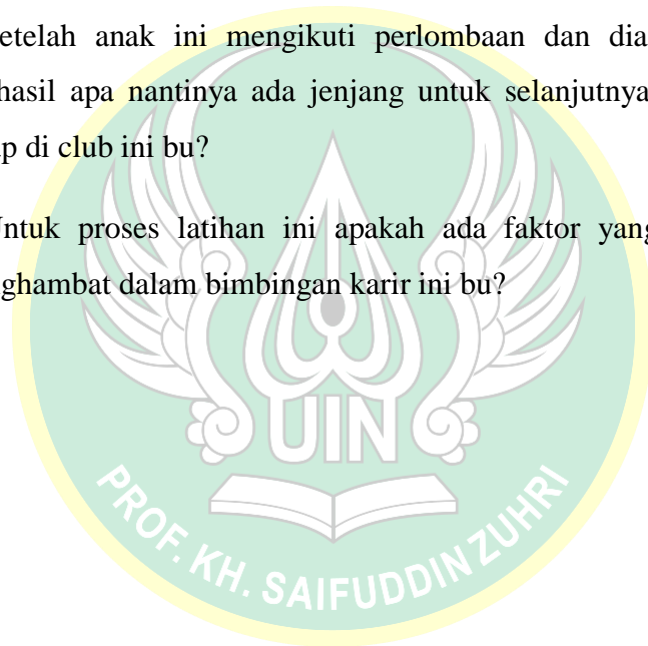 etelah anak ini mengikuti perlombaan dan dia
hasil apa nantinya ada jenjang untuk selanjutnya
p di club ini bu?
ntuk proses latihan ini apakah ada faktor yang
ghambat dalam bimbingan karir ini bu?
UIN
PROF. KH. SAIFUDDIN ZUHRI